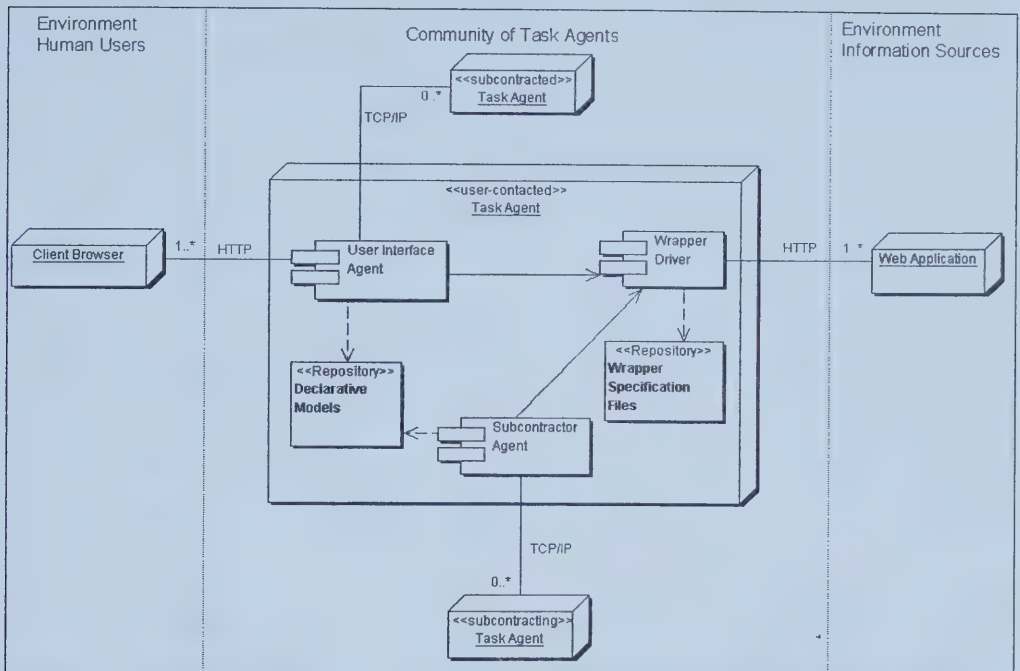 Environment
Human Users
Community of Task Agents
Environment
Information Sources
<<subcontracted>>
Task Agent
0..*
TCP/IP
<<user-contacted>>
Task Agent
Client Browser
1..*
HTTP
User Interface
Agent
Wrapper
Driver
HTTP
1 *
Web Application
<<Repository>>
Declarative
Models
<<Repository>>
Wrapper
Specification
Files
Subcontractor
Agent
TCP/IP
0..*
<<subcontracting>>
Task Agent